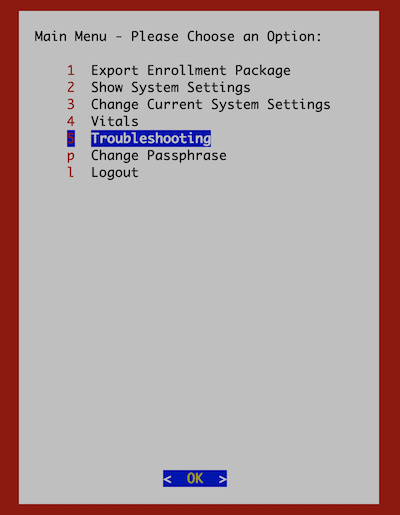 Main Menu - Please Choose an Option:
1 Export Enrollment Package
2 Show System Settings
3 Change Current System Settings
4 Vitals
5 Troubleshooting
p Change Passphrase
l Logout
< OK >